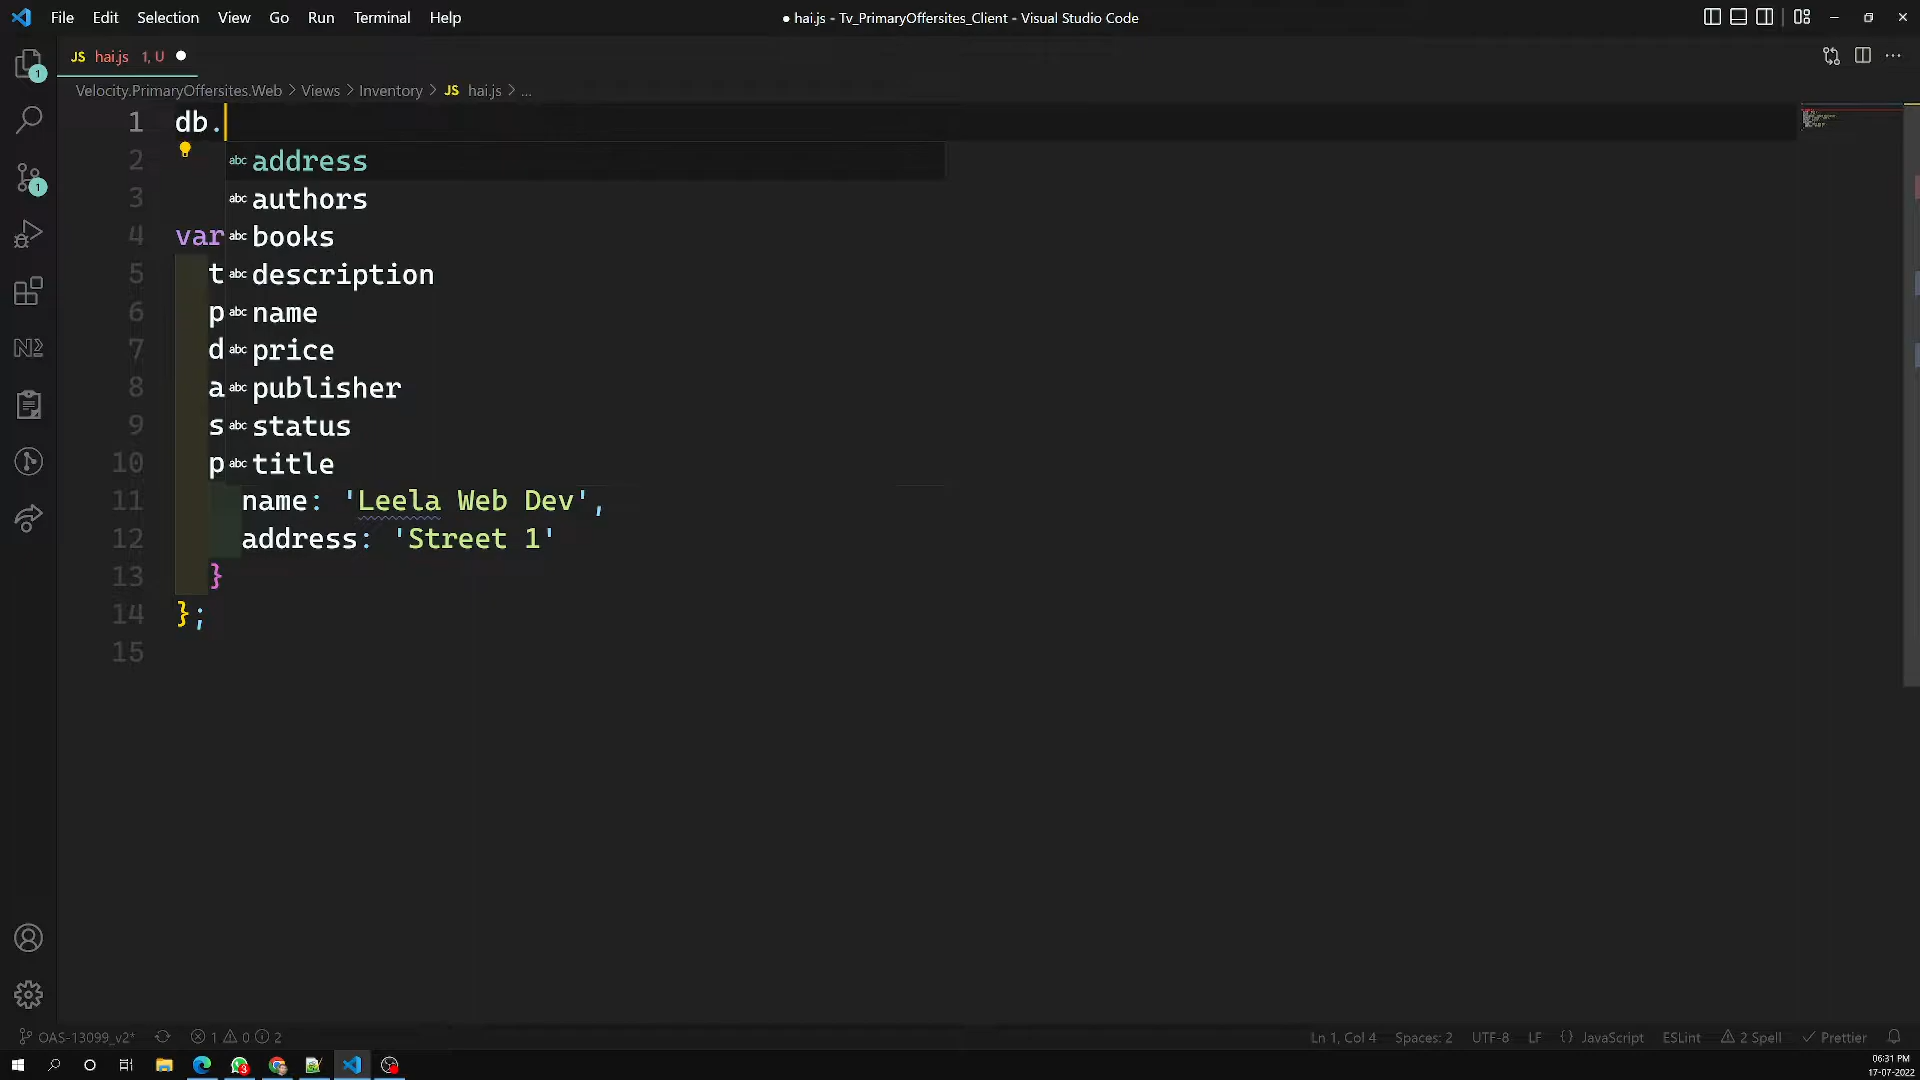 File Edit Selection View Go Run Terminal Help
● hai.js - Tv_PrimaryOffersites_Client - Visual Studio Code
JS hai.js 1, U
Velocity.PrimaryOffersites.Web > Views > Inventory > JS hai.js > ...
1 db.
2 abc address
3 abc authors
4 var abc books
5 t abc description
6 p abc name
7 d abc price
8 a abc publisher
9 s abc status
10 p abc title
11 name: 'Leela Web Dev',
12 address: 'Street 1'
13 }
14 };
15
1
1
N2
OAS-13099_v2* 1 0 2
Ln 1, Col 4 Spaces: 2 UTF-8 LF {} JavaScript ESLint 2 Spell Prettier
3
06:31 PM
17-07-2022